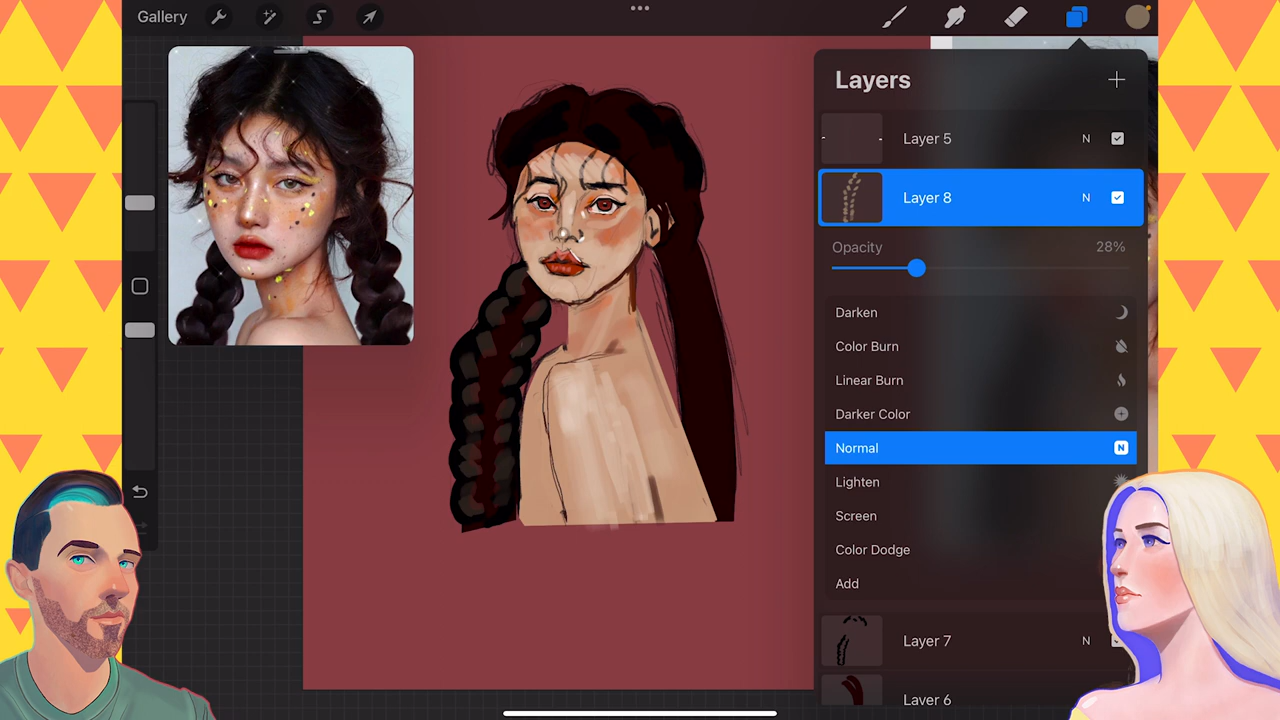 Gallery
Layers
Layer 5 N
Layer 8 N
Opacity 28%
Darken
Color Burn
Linear Burn
Darker Color
Normal N
Lighten
Screen
Color Dodge
Add
Layer 7 N
Layer 6